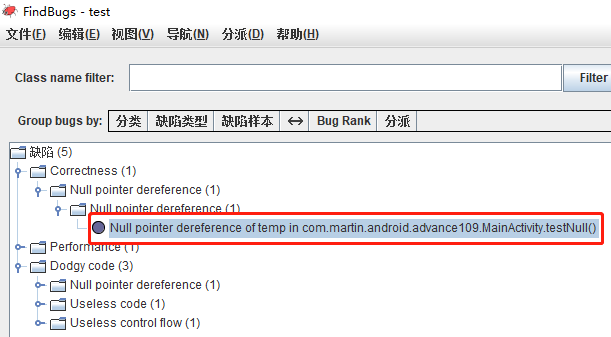 FindBugs - test
文件(F) 编辑(E) 视图(V) 导航(N) 分派(D) 帮助(H)
Class name filter: Filter
Group bugs by: 分类 缺陷类型 缺陷样本 ↔ Bug Rank 分派
缺陷 (5)
Correctness (1)
Null pointer dereference (1)
Null pointer dereference (1)
Null pointer dereference of temp in com.martin.android.advance109.MainActivity.testNull()
Performance (1)
Dodgy code (3)
Null pointer dereference (1)
Useless code (1)
Useless control flow (1)